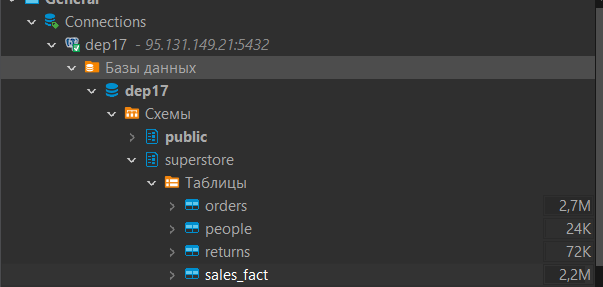 General
Connections
dep17 - 95.131.149.21:5432
Базы данных
dep17
Схемы
public
superstore
Таблицы
orders 2,7M
people 24K
returns 72K
sales_fact 2,2M